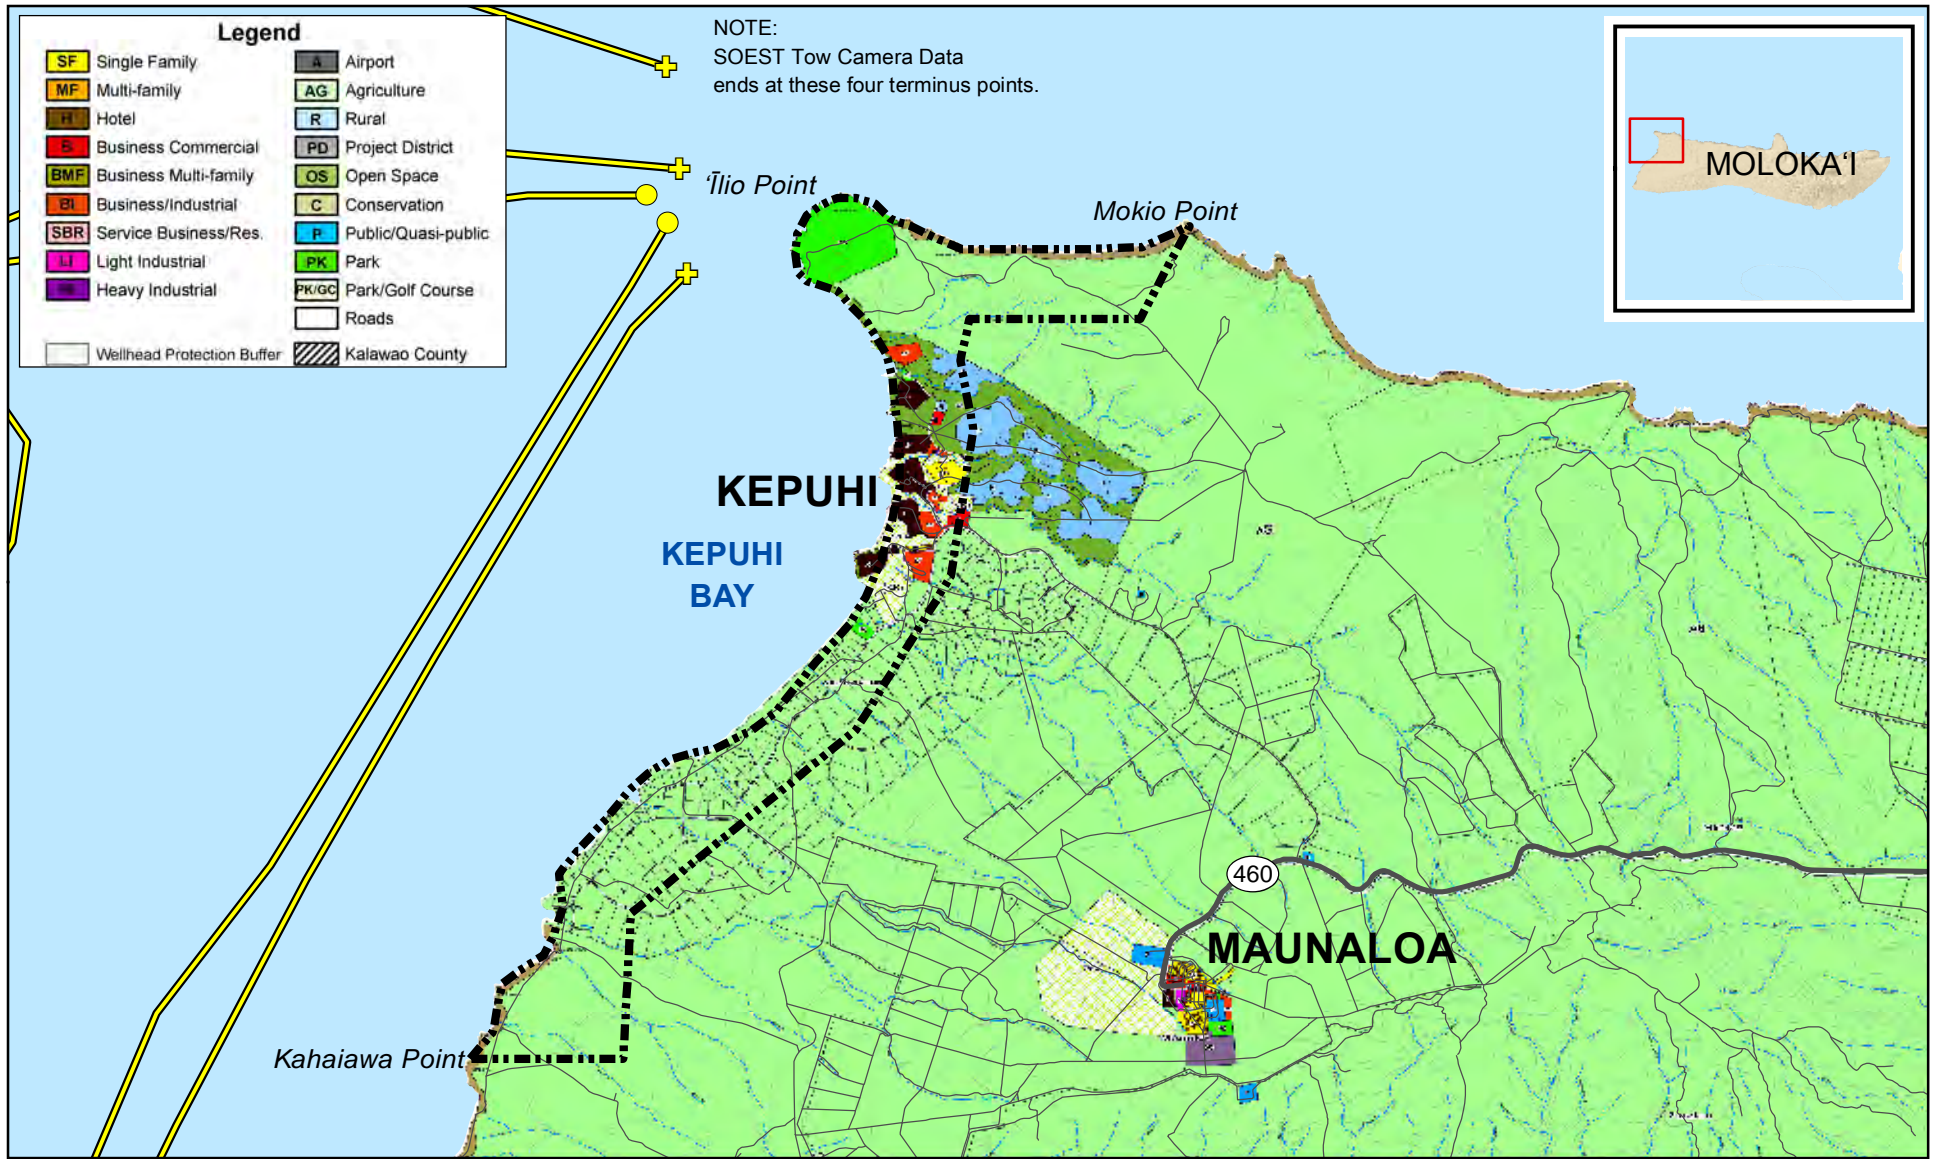 Legend
SF Single Family
MF Multi-family
H Hotel
B Business Commercial
BMF Business Multi-family
BI Business/Industrial
SBR Service Business/Res.
LI Light Industrial
Heavy Industrial
Wellhead Protection Buffer
A Airport
AG Agriculture
R Rural
PD Project District
OS Open Space
C Conservation
P Public/Quasi-public
PK Park
PK/GC Park/Golf Course
Roads
Kalawao County
NOTE:
SOEST Tow Camera Data
ends at these four terminus points.
MOLOKAʻI
ʻĪlio Point
Mokio Point
KEPUHI
KEPUHI
BAY
AG
460
MAUNALOA
Kahaiawa Point